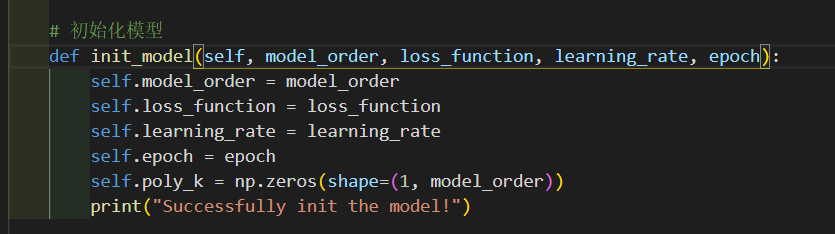 # 初始化模型
def init_model(self, model_order, loss_function, learning_rate, epoch):
self.model_order = model_order
self.loss_function = loss_function
self.learning_rate = learning_rate
self.epoch = epoch
self.poly_k = np.zeros(shape=(1, model_order))
print("Successfully init the model!")